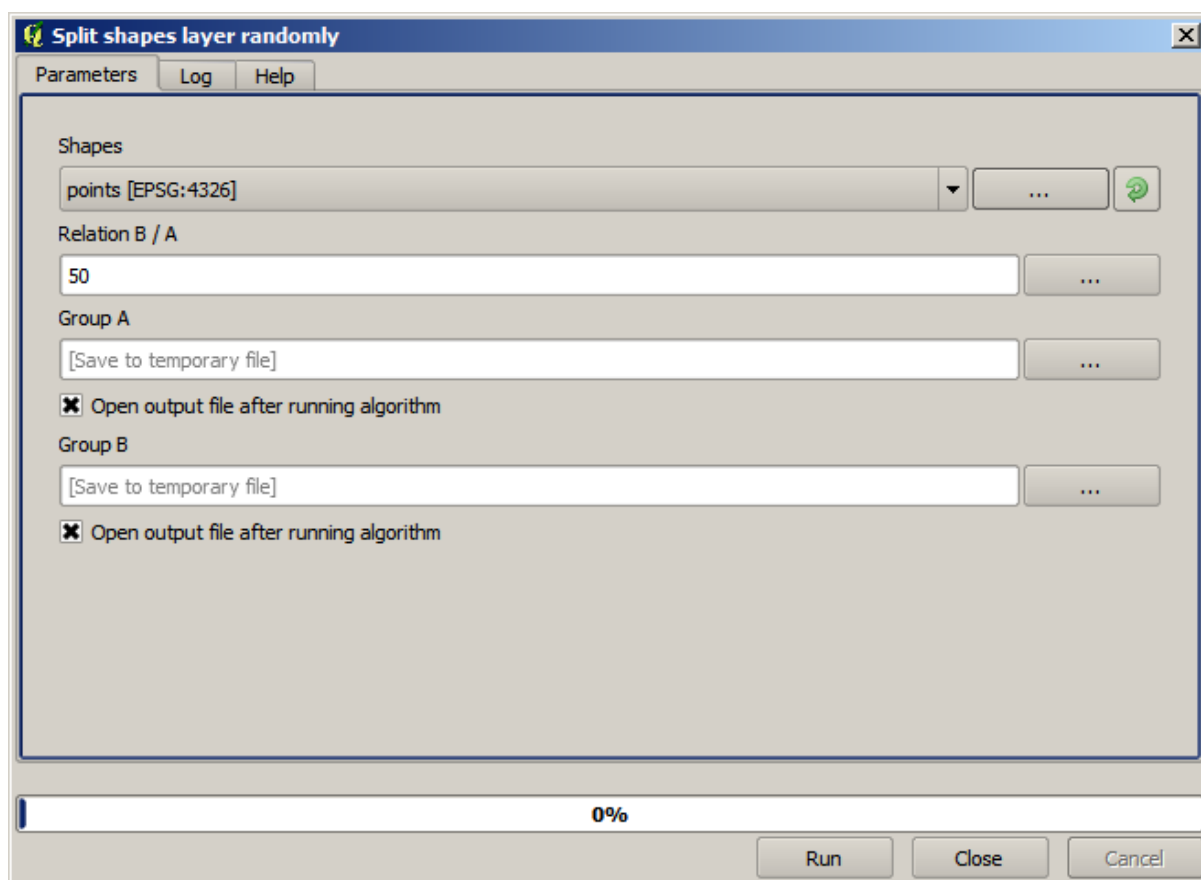 Split shapes layer randomly
Parameters Log Help
Shapes
points [EPSG:4326] ...
Relation B / A
50 ...
Group A
[Save to temporary file] ...
Open output file after running algorithm
Group B
[Save to temporary file] ...
Open output file after running algorithm
0%
Run Close Cancel